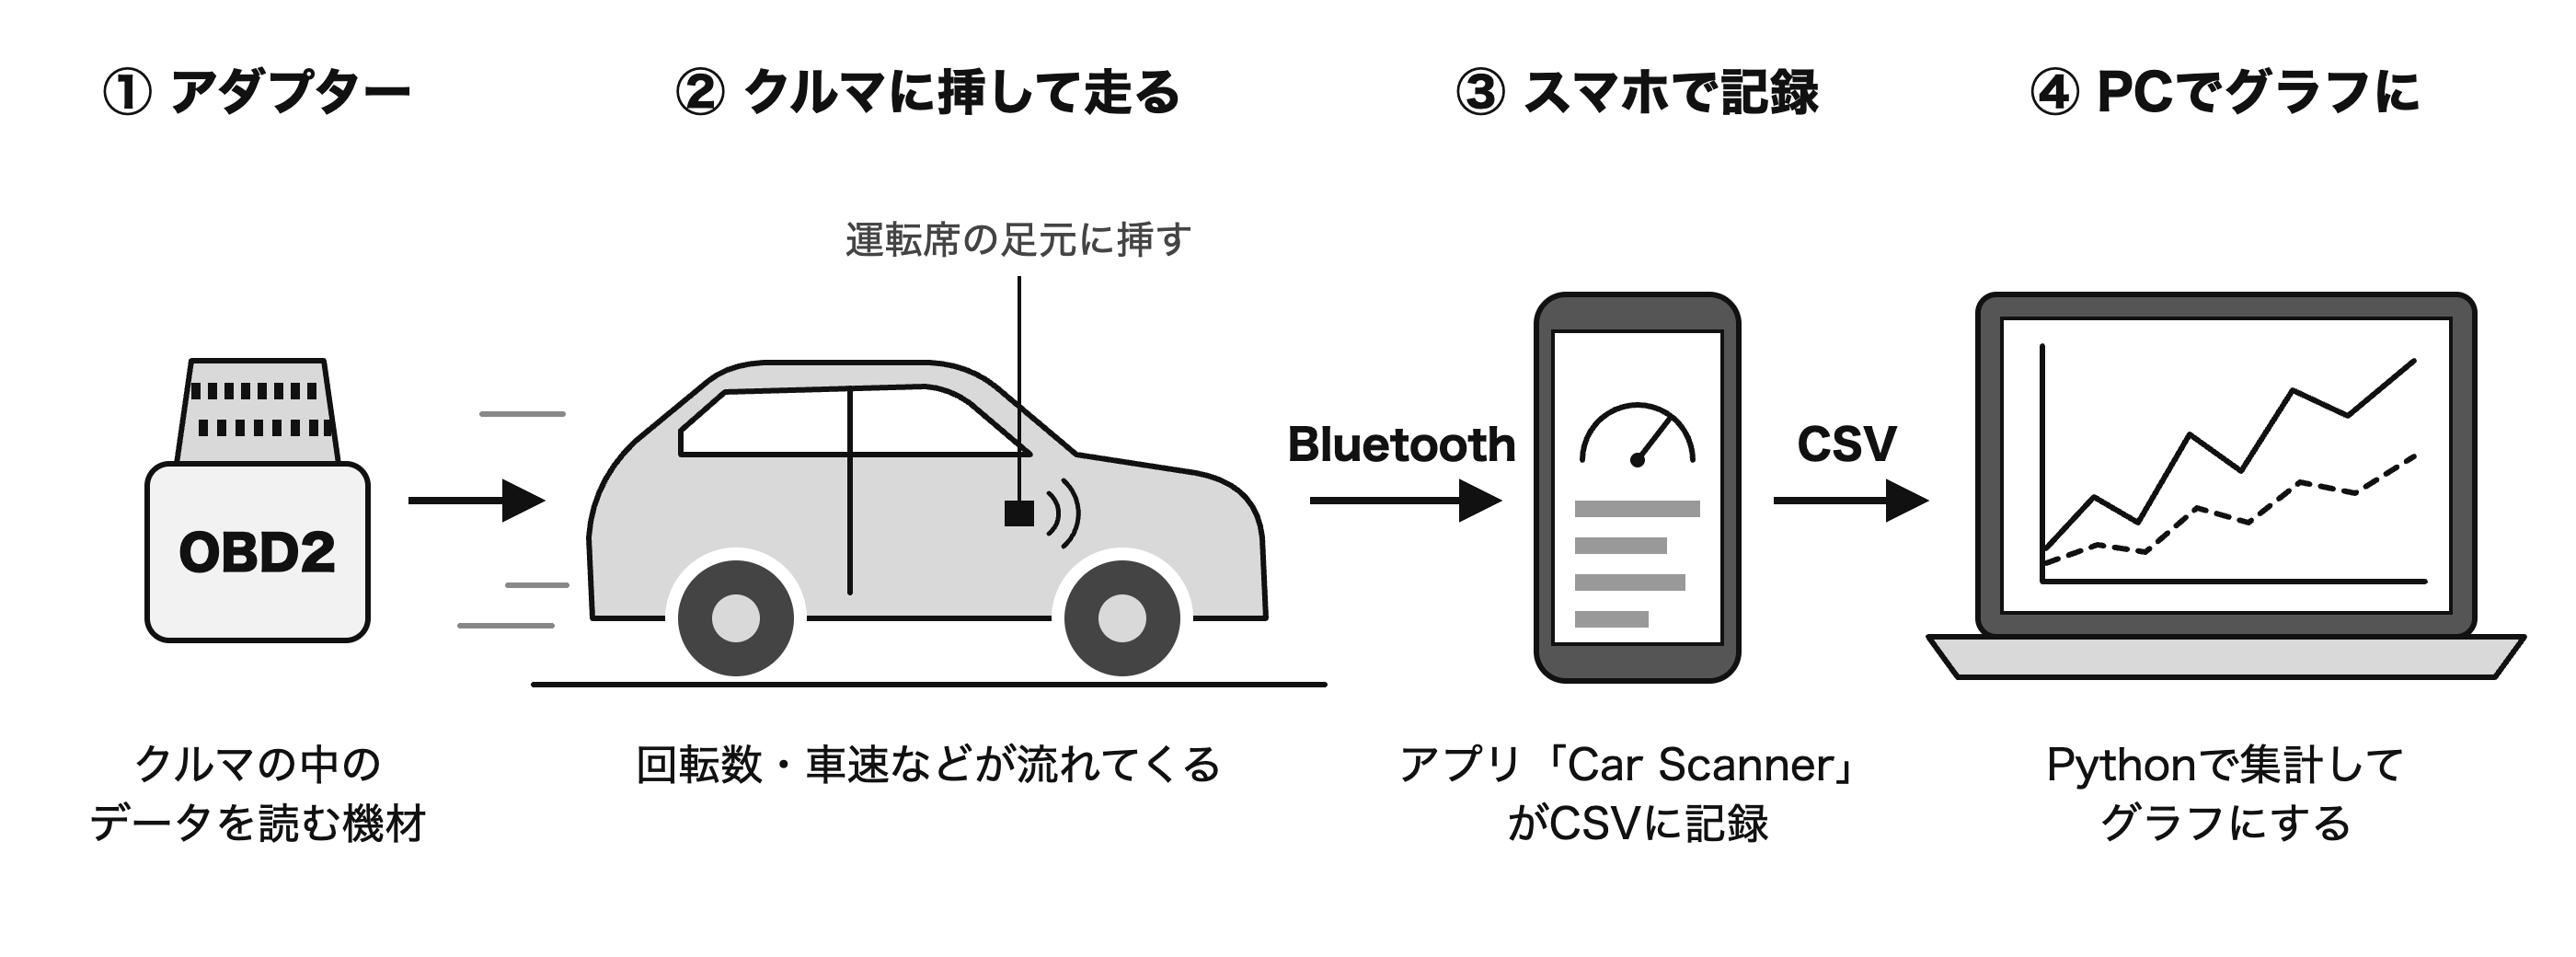 ① アダプター
② クルマに挿して走る
③ スマホで記録
④ PCでグラフに
運転席の足元に挿す
OBD2
Bluetooth
CSV
クルマの中の
データを読む機材
回転数・車速などが流れてくる
アプリ「Car Scanner」
がCSVに記録
Pythonで集計して
グラフにする